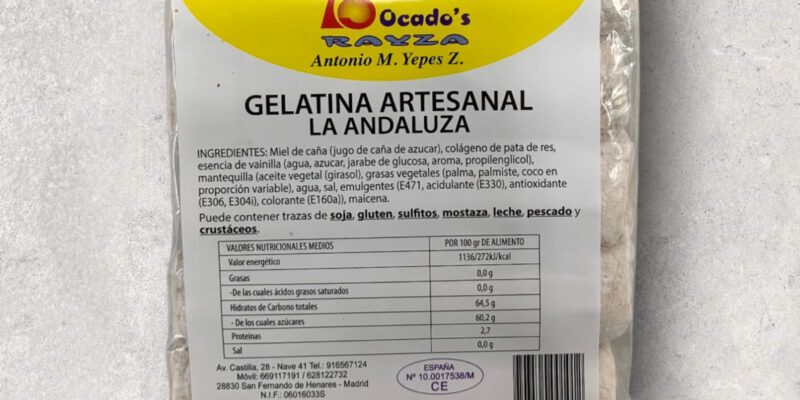 Ocado's
RAYZA
Antonio M. Yepes Z.
GELATINA ARTESANAL
LA ANDALUZA
INGREDIENTES: Miel de caña (jugo de caña de azucar), colágeno de pata de res,
esencia de vainilla (agua, azucar, jarabe de glucosa, aroma, propilenglicol),
mantequilla (aceite vegetal (girasol), grasas vegetales (palma, palmiste, coco en
proporción variable), agua, sal, emulgentes (E471, acidulante (E330), antioxidante
(E306, E304i), colorante (E160a)), maicena.
Puede contener trazas de soja, gluten, sulfitos, mostaza, leche, pescado y
crustáceos.
VALORES NUTRICIONALES MEDIOS POR 100 gr DE ALIMENTO
Valor energético 1136/272kJ/kcal
Grasas 0,0 g
-De las cuales ácidos grasos saturados 0,0 g
Hidratos de Carbono totales 64,5 g
- De los cuales azúcares 60,2 g
Proteinas 2,7
Sal 0,0 g
Av. Castilla, 28 - Nave 41 Tel.: 916567124
Móvil: 669117191 / 628122732
28830 San Fernando de Henares - Madrid
N.I.F.: 06016033S
ESPAÑA
Nº 10.0017538/M
CE